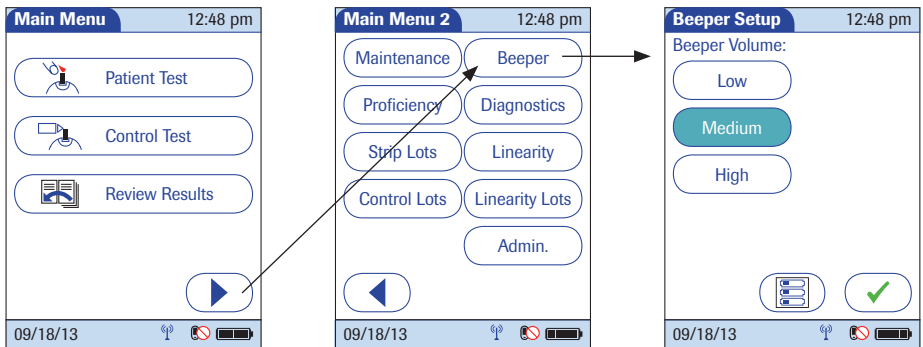 Main Menu 12:48 pm
Patient Test
Control Test
Review Results
09/18/13
Main Menu 2 12:48 pm
Maintenance Beeper
Proficiency Diagnostics
Strip Lots Linearity
Control Lots Linearity Lots
Admin.
09/18/13
Beeper Setup 12:48 pm
Beeper Volume:
Low
Medium
High
09/18/13